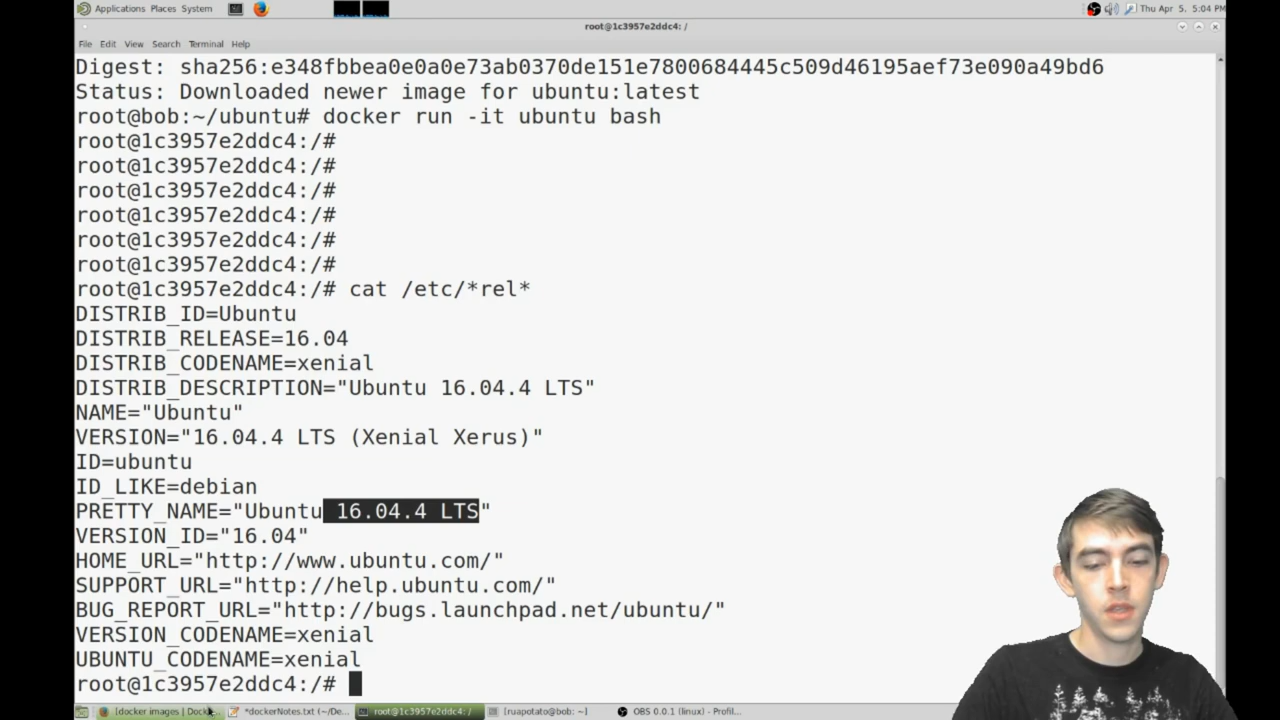 Applications Places System
Thu Apr 5, 5:04 PM
root@1c3957e2ddc4: /
File Edit View Search Terminal Help
Digest: sha256:e348fbbea0e0a0e73ab0370de151e7800684445c509d46195aef73e090a49bd6
Status: Downloaded newer image for ubuntu:latest
root@bob:~/ubuntu# docker run -it ubuntu bash
root@1c3957e2ddc4:/#
root@1c3957e2ddc4:/#
root@1c3957e2ddc4:/#
root@1c3957e2ddc4:/#
root@1c3957e2ddc4:/#
root@1c3957e2ddc4:/#
root@1c3957e2ddc4:/# cat /etc/*rel*
DISTRIB_ID=Ubuntu
DISTRIB_RELEASE=16.04
DISTRIB_CODENAME=xenial
DISTRIB_DESCRIPTION="Ubuntu 16.04.4 LTS"
NAME="Ubuntu"
VERSION="16.04.4 LTS (Xenial Xerus)"
ID=ubuntu
ID_LIKE=debian
PRETTY_NAME="Ubuntu 16.04.4 LTS"
VERSION_ID="16.04"
HOME_URL="http://www.ubuntu.com/"
SUPPORT_URL="http://help.ubuntu.com/"
BUG_REPORT_URL="http://bugs.launchpad.net/ubuntu/"
VERSION_CODENAME=xenial
UBUNTU_CODENAME=xenial
root@1c3957e2ddc4:/#
[docker images | Dock... *dockerNotes.txt (~/De... root@1c3957e2ddc4: / [ruapotato@bob: ~] OBS 0.0.1 (linux) - Profil...